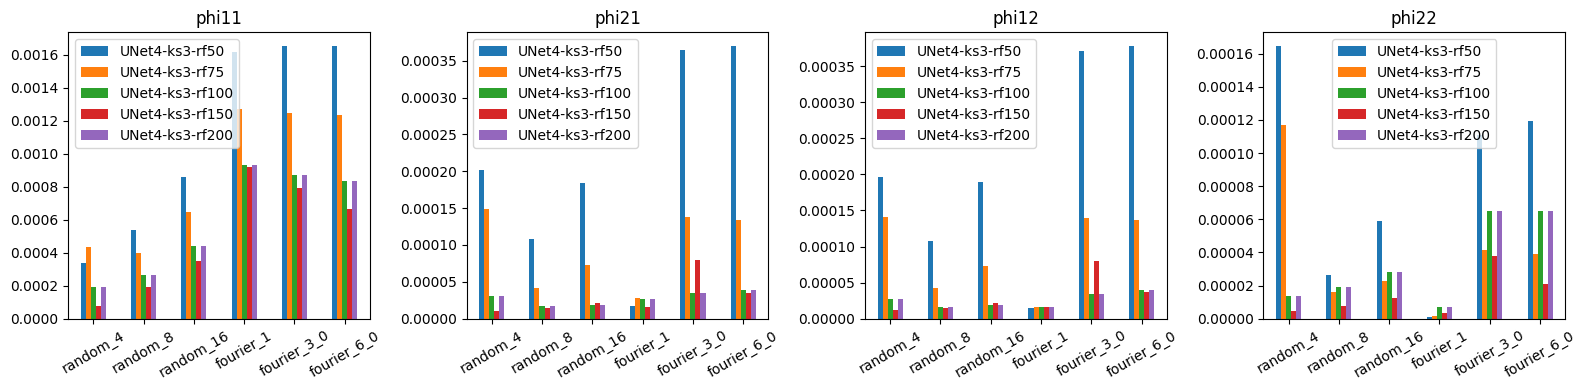 phi11
0.0016
0.0014
0.0012
0.0010
0.0008
0.0006
0.0004
0.0002
0.0000
UNet4-ks3-rf50
UNet4-ks3-rf75
UNet4-ks3-rf100
UNet4-ks3-rf150
UNet4-ks3-rf200
random_4
random_8
random_16
fourier_1
fourier_3_0
fourier_6_0
phi21
0.00035
0.00030
0.00025
0.00020
0.00015
0.00010
0.00005
0.00000
UNet4-ks3-rf50
UNet4-ks3-rf75
UNet4-ks3-rf100
UNet4-ks3-rf150
UNet4-ks3-rf200
random_4
random_8
random_16
fourier_1
fourier_3_0
fourier_6_0
phi12
0.00035
0.00030
0.00025
0.00020
0.00015
0.00010
0.00005
0.00000
UNet4-ks3-rf50
UNet4-ks3-rf75
UNet4-ks3-rf100
UNet4-ks3-rf150
UNet4-ks3-rf200
random_4
random_8
random_16
fourier_1
fourier_3_0
fourier_6_0
phi22
0.00016
0.00014
0.00012
0.00010
0.00008
0.00006
0.00004
0.00002
0.00000
UNet4-ks3-rf50
UNet4-ks3-rf75
UNet4-ks3-rf100
UNet4-ks3-rf150
UNet4-ks3-rf200
random_4
random_8
random_16
fourier_1
fourier_3_0
fourier_6_0